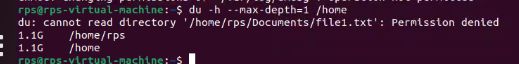 rps@rps-virtual-machine:~$ du -h --max-depth=1 /home
du: cannot read directory '/home/rps/Documents/file1.txt': Permission denied
1.1G /home/rps
1.1G /home
rps@rps-virtual-machine:~$